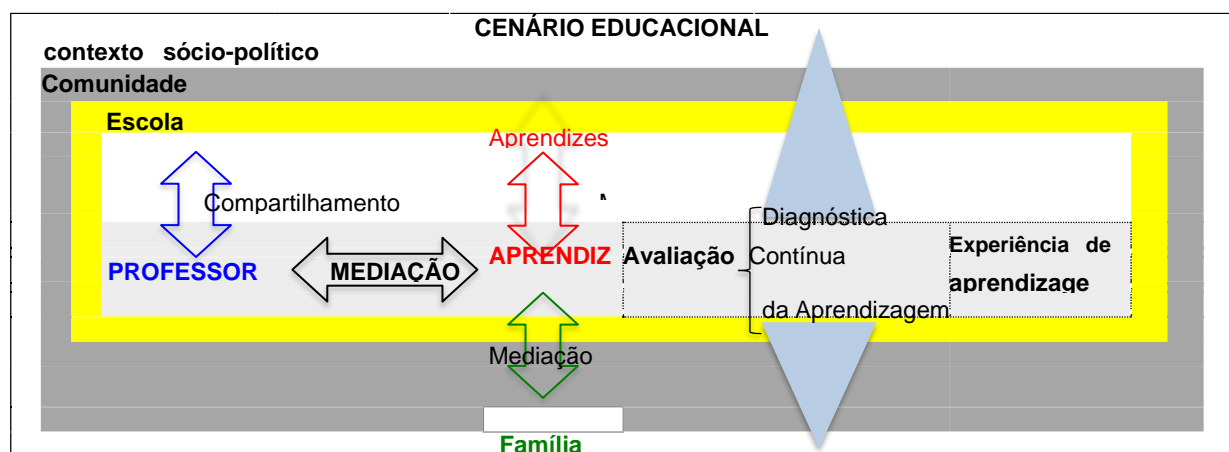 CENÁRIO EDUCACIONAL
contexto sócio-político
Comunidade
Escola
Aprendizes
Compartilhamento
Diagnóstica
PROFESSOR
MEDIAÇÃO
APRENDIZ
Avaliação
Contínua
da Aprendizagem
Experiência de
aprendizage
Mediação
Família